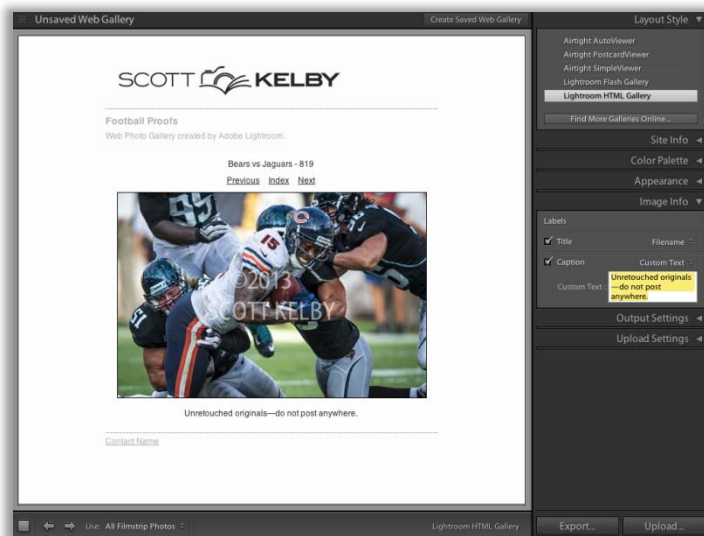 Unsaved Web Gallery
Create Saved Web Gallery
SCOTT KELBY
Football Proofs
Web Photo Gallery created by Adobe Lightroom.
Bears vs Jaguars - 819
Previous Index Next
95
15
51
©2013
SCOTT KELBY
Unretouched originals—do not post anywhere.
Contact Name
Use: All Filmstrip Photos
Lightroom HTML Gallery
Layout Style
Airtight AutoViewer
Airtight PostcardViewer
Airtight SimpleViewer
Lightroom Flash Gallery
Lightroom HTML Gallery
Find More Galleries Online...
Site Info
Color Palette
Appearance
Image Info
Labels
Title Filename
Caption Custom Text
Custom Text: Unretouched originals
—do not post
anywhere.
Output Settings
Upload Settings
Export... Upload...